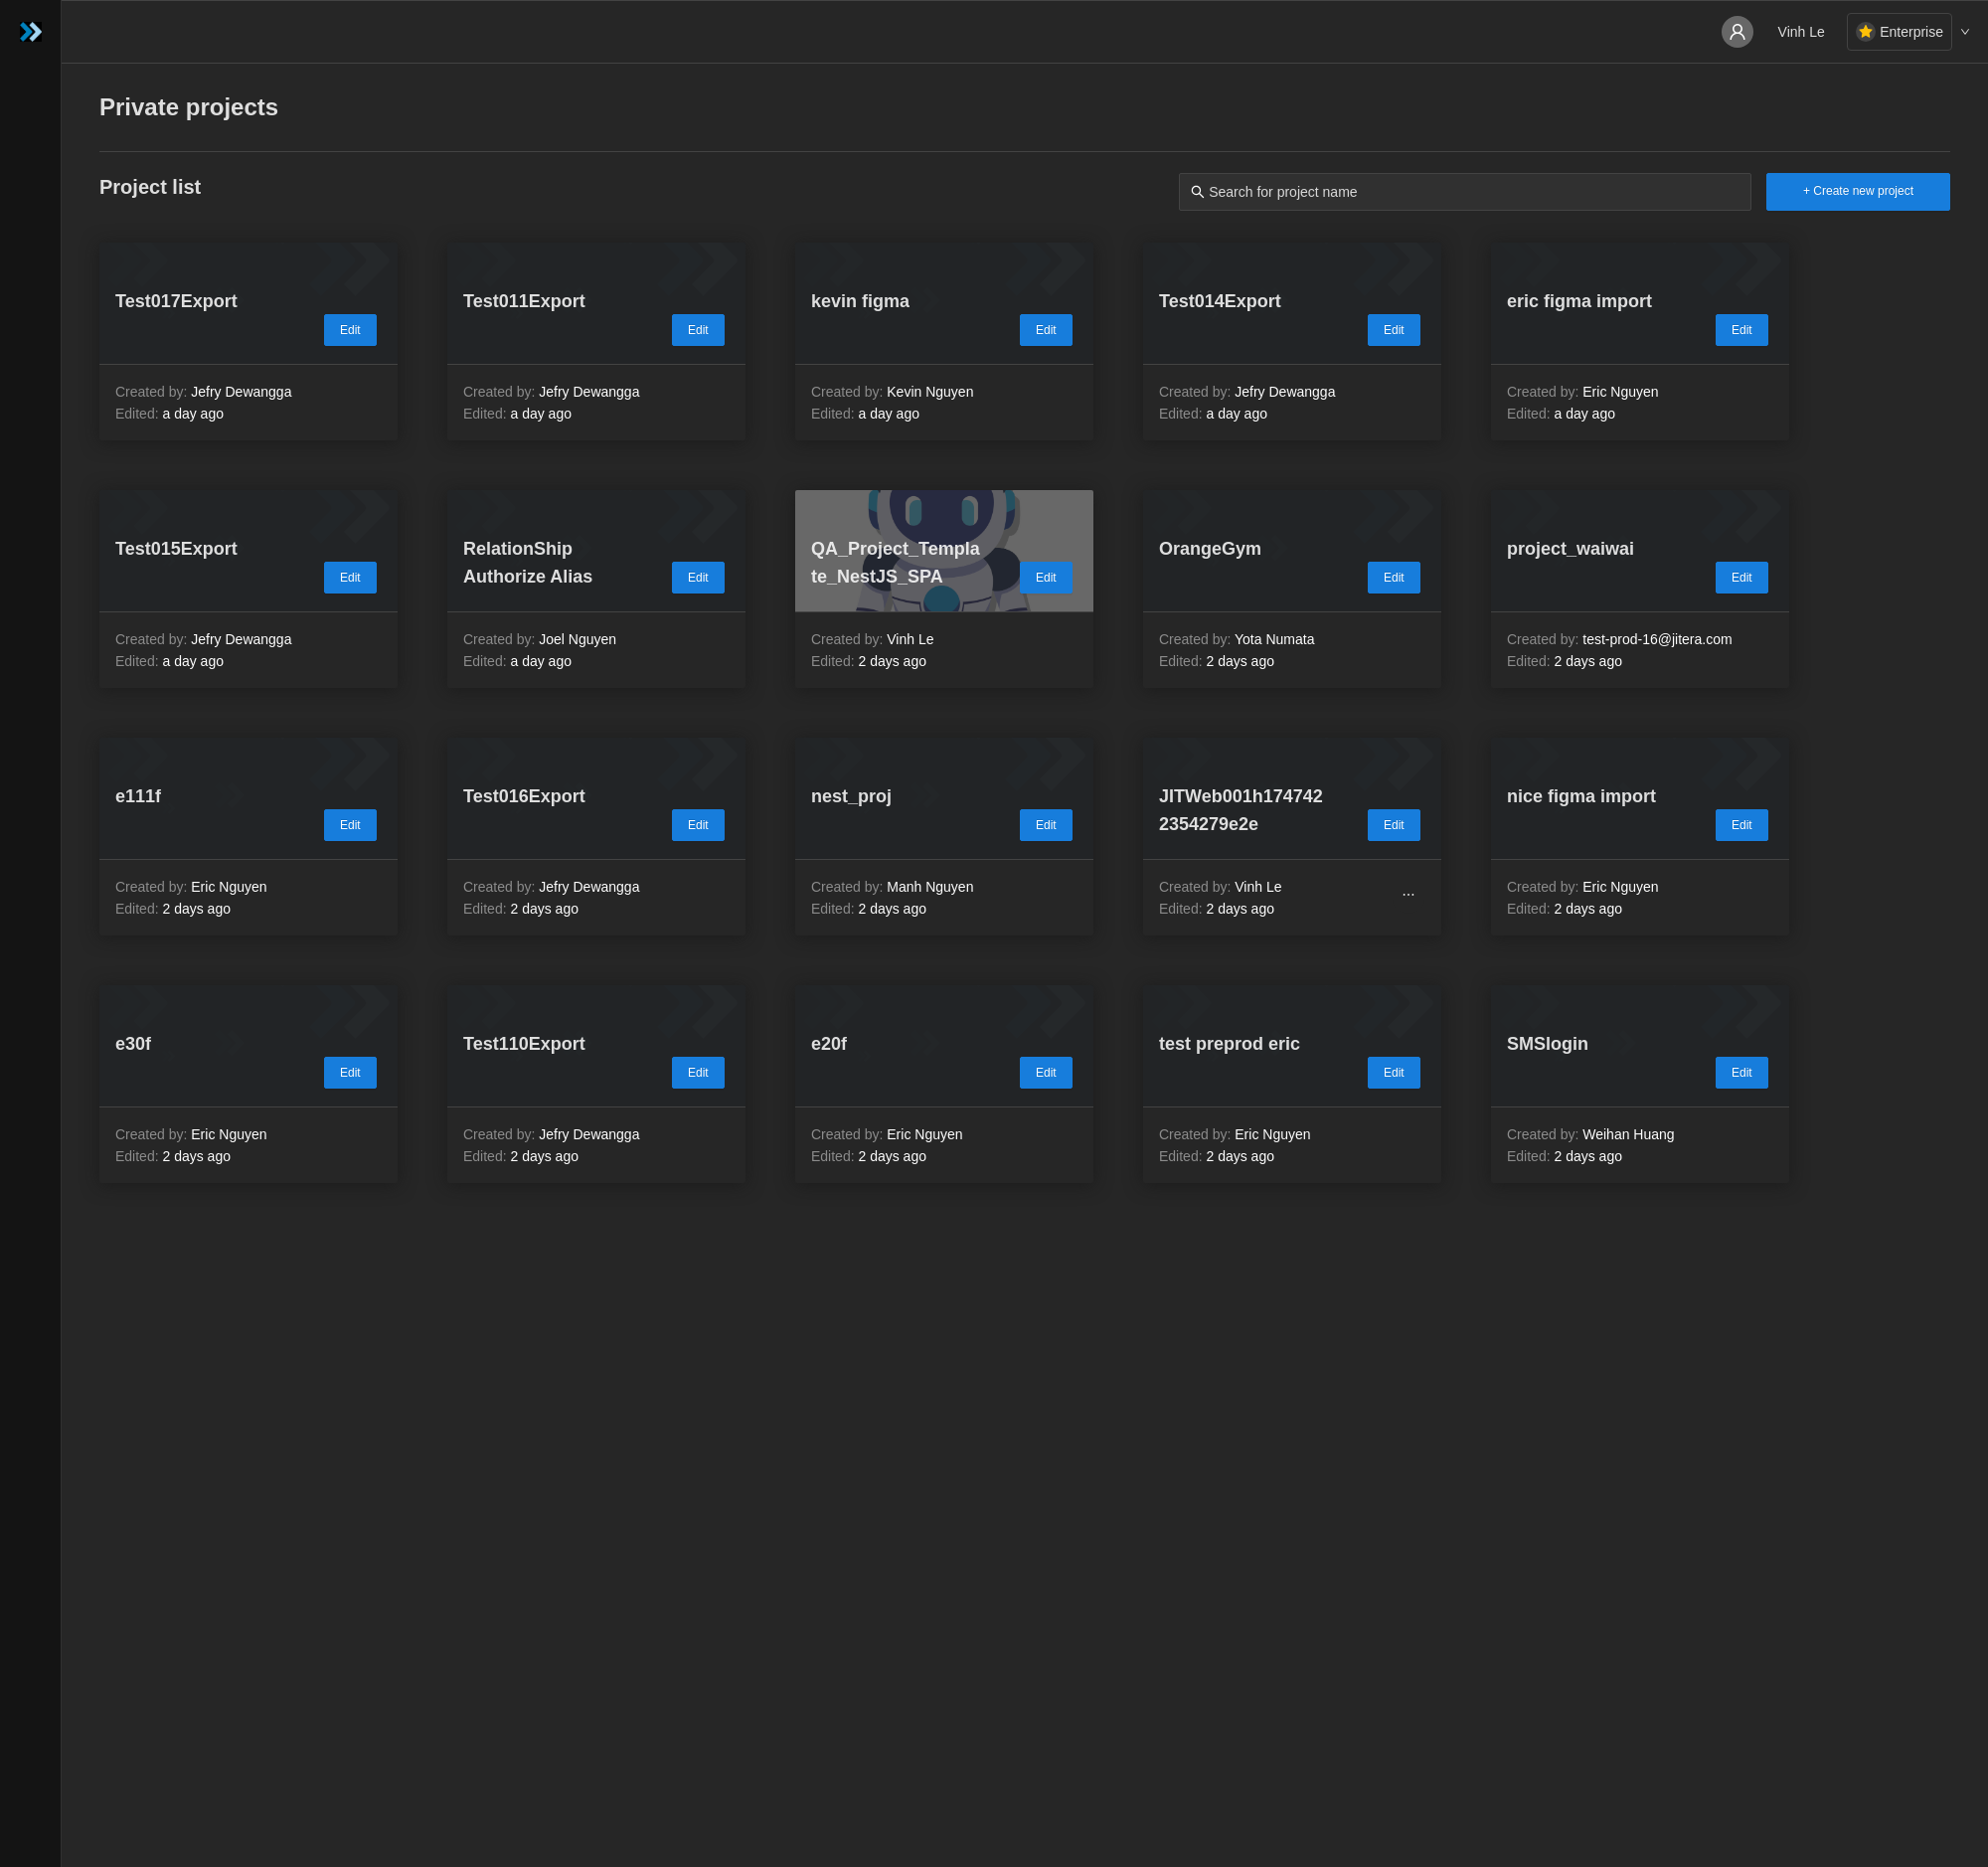 Vinh Le
Enterprise
Private projects
Project list
Search for project name
+ Create new project
Test017Export
Edit
Created by: Jefry Dewangga
Edited: a day ago
Test011Export
Edit
Created by: Jefry Dewangga
Edited: a day ago
kevin figma
Edit
Created by: Kevin Nguyen
Edited: a day ago
Test014Export
Edit
Created by: Jefry Dewangga
Edited: a day ago
eric figma import
Edit
Created by: Eric Nguyen
Edited: a day ago
Test015Export
Edit
Created by: Jefry Dewangga
Edited: a day ago
RelationShip
Authorize Alias
Edit
Created by: Joel Nguyen
Edited: a day ago
QA_Project_Templa
te_NestJS_SPA
Edit
Created by: Vinh Le
Edited: 2 days ago
OrangeGym
Edit
Created by: Yota Numata
Edited: 2 days ago
project_waiwai
Edit
Created by: test-prod-16@jitera.com
Edited: 2 days ago
e111f
Edit
Created by: Eric Nguyen
Edited: 2 days ago
Test016Export
Edit
Created by: Jefry Dewangga
Edited: 2 days ago
nest_proj
Edit
Created by: Manh Nguyen
Edited: 2 days ago
JITWeb001h174742
2354279e2e
Edit
Created by: Vinh Le
...
Edited: 2 days ago
nice figma import
Edit
Created by: Eric Nguyen
Edited: 2 days ago
e30f
Edit
Created by: Eric Nguyen
Edited: 2 days ago
Test110Export
Edit
Created by: Jefry Dewangga
Edited: 2 days ago
e20f
Edit
Created by: Eric Nguyen
Edited: 2 days ago
test preprod eric
Edit
Created by: Eric Nguyen
Edited: 2 days ago
SMSlogin
Edit
Created by: Weihan Huang
Edited: 2 days ago